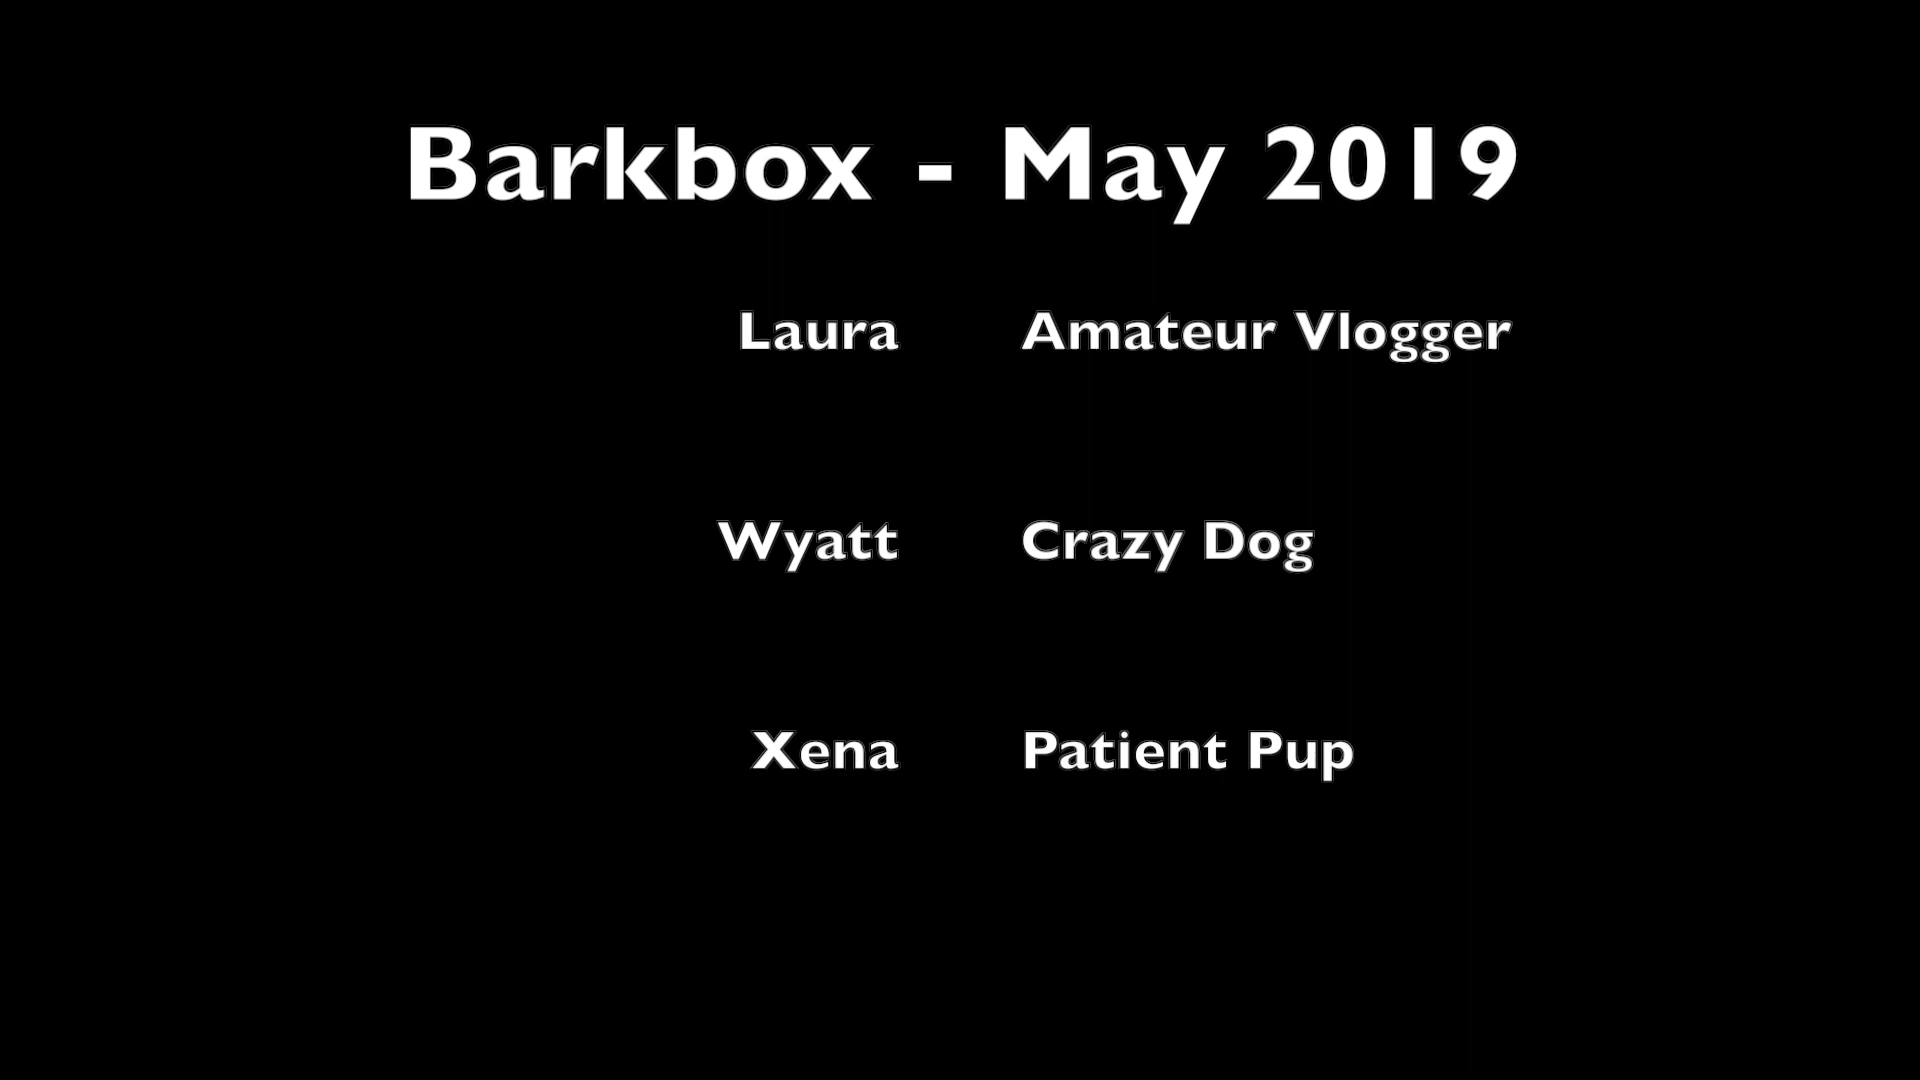 Barkbox - May 2019
Laura Amateur Vlogger
Wyatt Crazy Dog
Xena Patient Pup